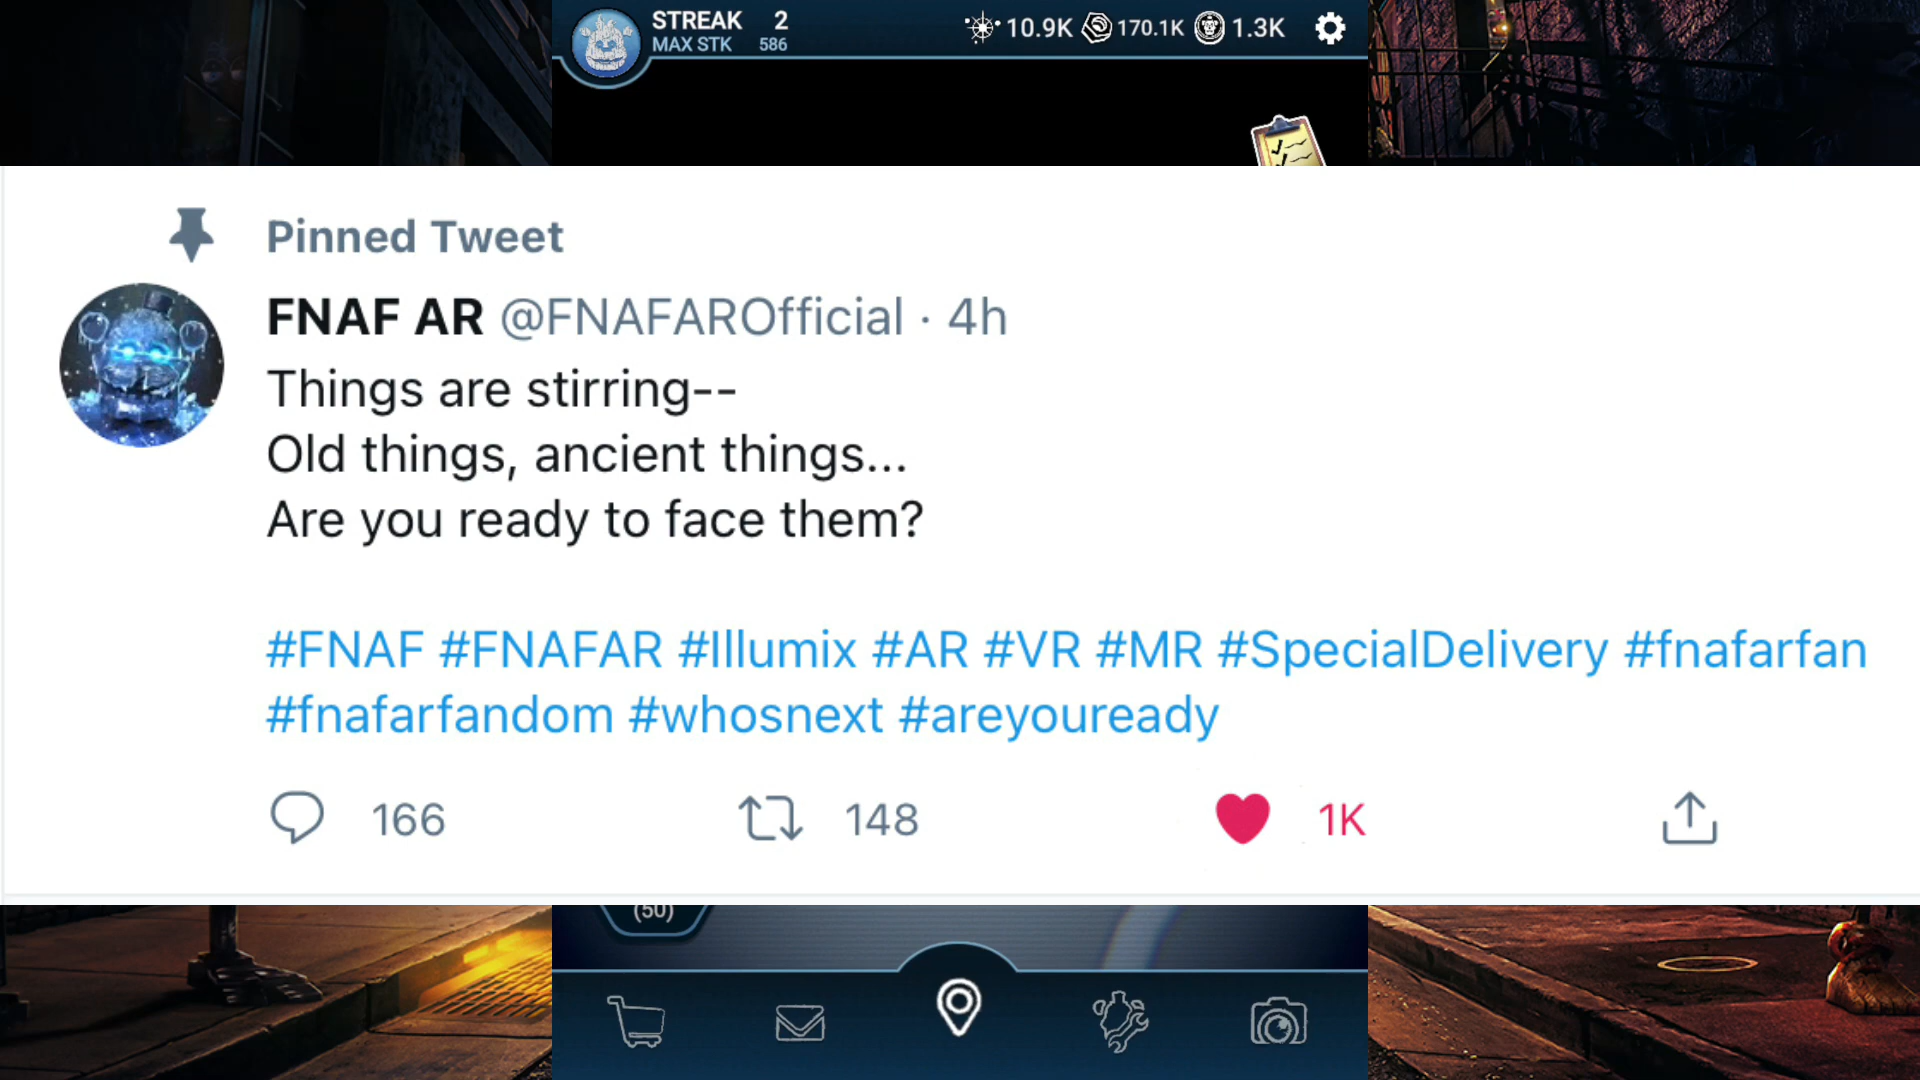 STREAK 2
MAX STK 586
10.9K 170.1K 1.3K
Pinned Tweet
FNAF AR @FNAFAROfficial · 4h
Things are stirring--
Old things, ancient things...
Are you ready to face them?
#FNAF #FNAFAR #Illumix #AR #VR #MR #SpecialDelivery #fnafarfan
#fnafarfandom #whosnext #areyouready
166 148 1K
(50)